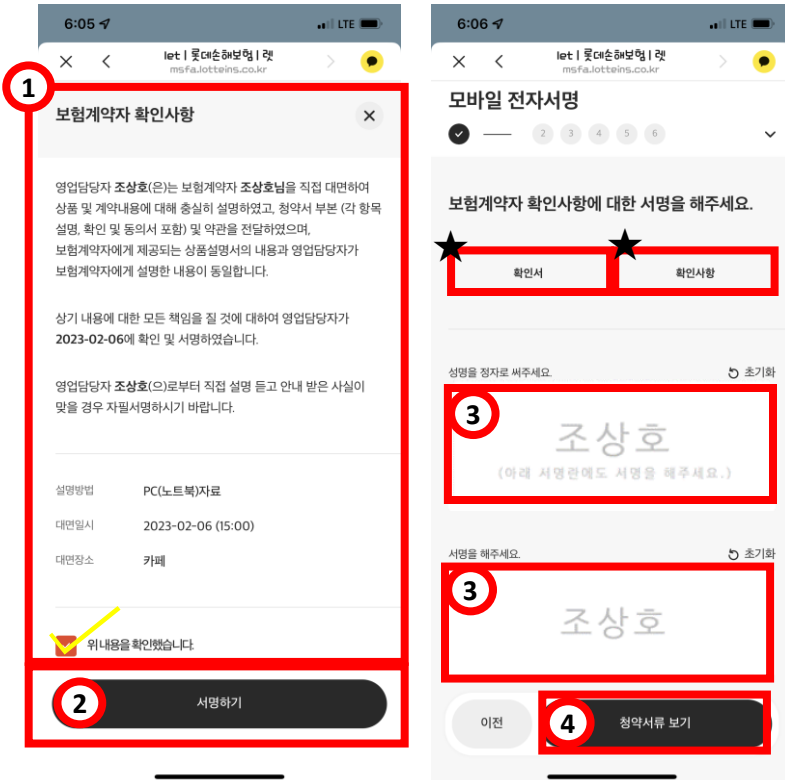 6:05
LTE
let | 롯데손해보험 | 렛
msfa.lotteins.co.kr
1
보험계약자 확인사항
영업담당자 조상호(은)는 보험계약자 조상호님을 직접 대면하여
상품 및 계약내용에 대해 충실히 설명하였고, 청약서 부본 (각 항목
설명, 확인 및 동의서 포함) 및 약관을 전달하였으며,
보험계약자에게 제공되는 상품설명서의 내용과 영업담당자가
보험계약자에게 설명한 내용이 동일합니다.
상기 내용에 대한 모든 책임을 질 것에 대하여 영업담당자가
2023-02-06에 확인 및 서명하였습니다.
영업담당자 조상호(으)로부터 직접 설명 듣고 안내 받은 사실이
맞을 경우 자필서명하시기 바랍니다.
설명방법 PC(노트북)자료
대면일시 2023-02-06 (15:00)
대면장소 카페
위 내용을 확인했습니다.
2
서명하기
6:06
LTE
let | 롯데손해보험 | 렛
msfa.lotteins.co.kr
모바일 전자서명
2 3 4 5 6
보험계약자 확인사항에 대한 서명을 해주세요.
확인서 확인사항
성명을 정자로 써주세요. 초기화
3
조상호
(아래 서명란에도 서명을 해주세요.)
서명을 해주세요. 초기화
3
조상호
이전
4
청약서류 보기